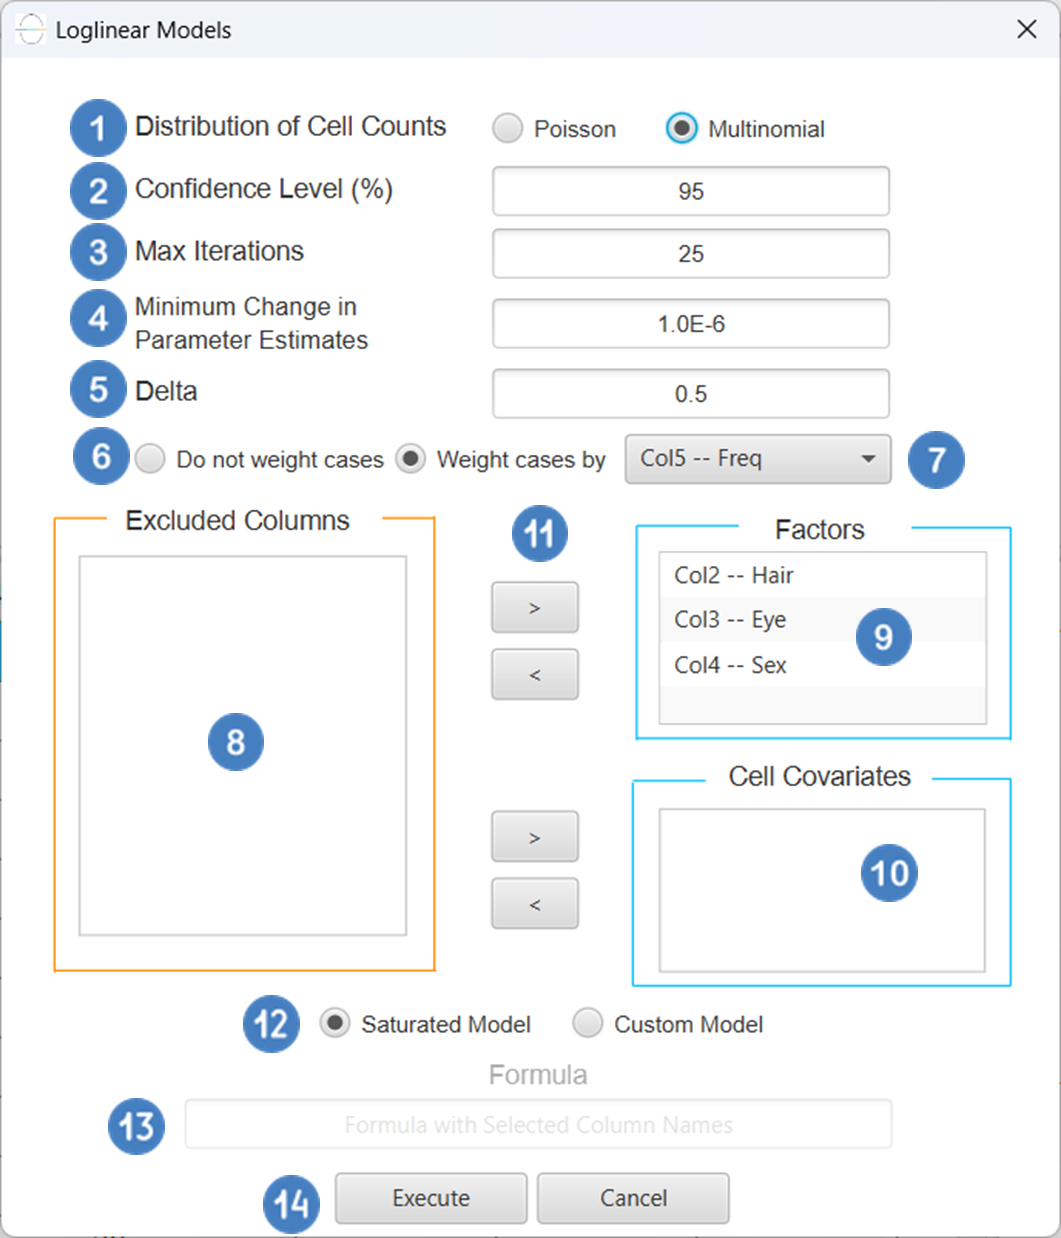 Loglinear Models
1 Distribution of Cell Counts Poisson Multinomial
2 Confidence Level (%) 95
3 Max Iterations 25
4 Minimum Change in
Parameter Estimates 1.0E-6
5 Delta 0.5
6 Do not weight cases Weight cases by Col5 -- Freq 7
Excluded Columns
8
11
>
<
>
<
Factors
Col2 -- Hair
Col3 -- Eye
9
Col4 -- Sex
Cell Covariates
10
12 Saturated Model Custom Model
Formula
13 Formula with Selected Column Names
14 Execute Cancel